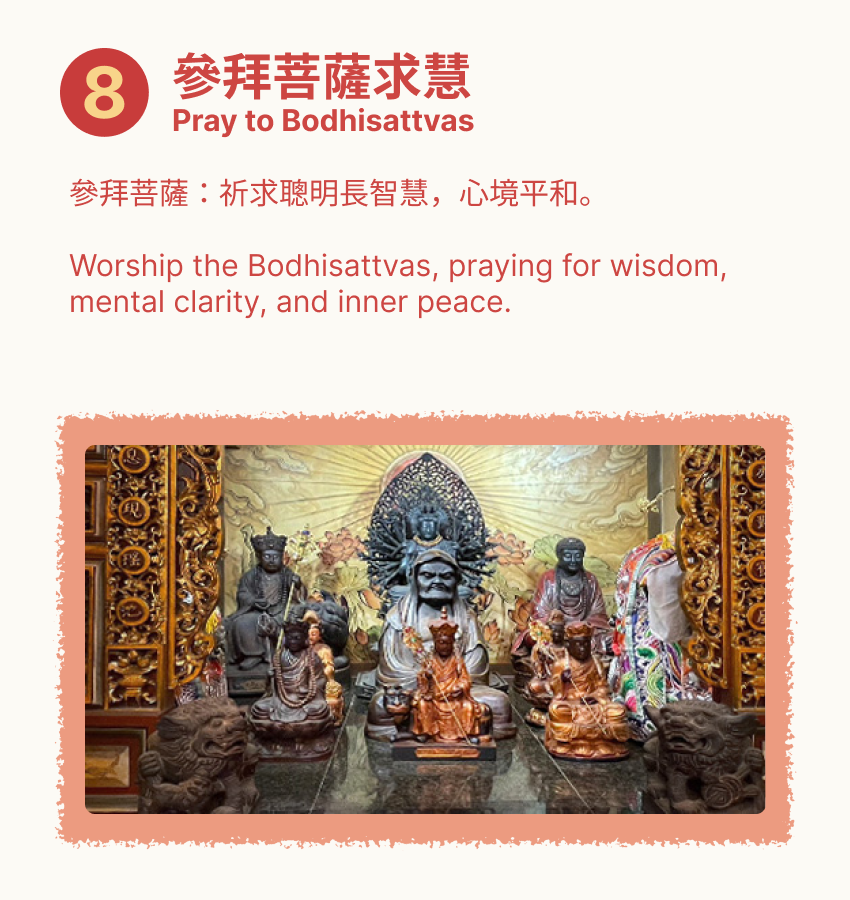 8
參拜菩薩求慧
Pray to Bodhisattvas
參拜菩薩：祈求聰明長智慧，心境平和。
Worship the Bodhisattvas, praying for wisdom,
mental clarity, and inner peace.
現